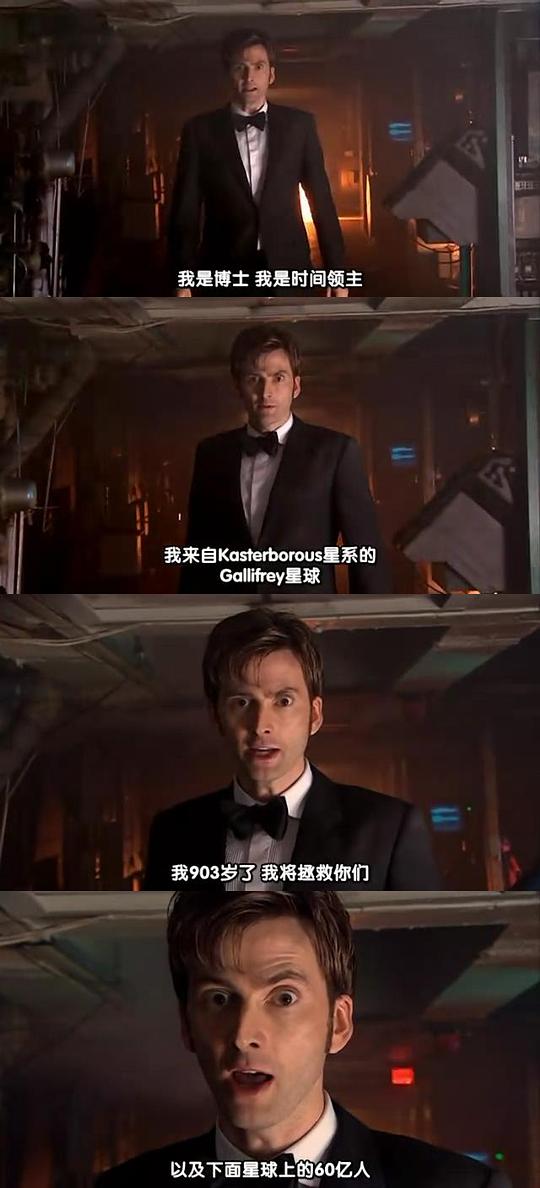 我是博士 我是时间领主
我来自Kasterborous星系的
Gallifrey星球
我903岁了 我将拯救你们
以及下面星球上的60亿人